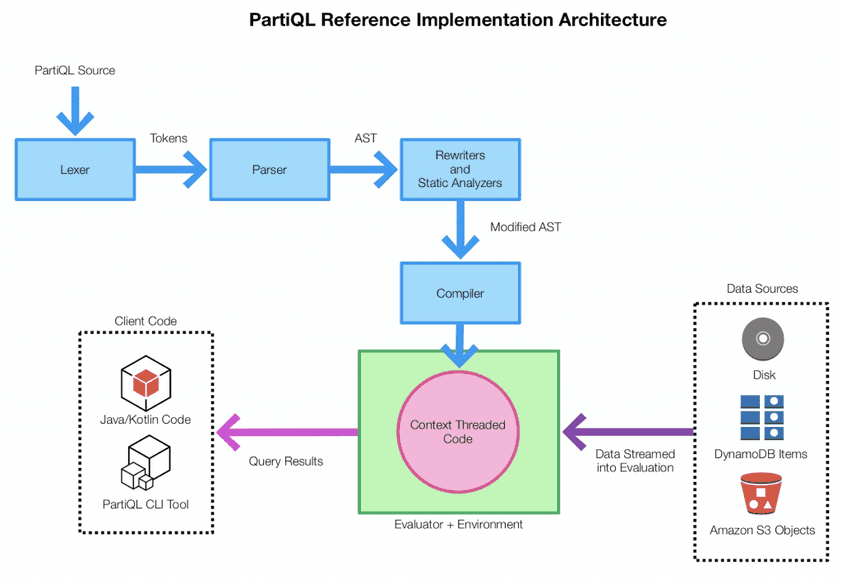 PartiQL Reference Implementation Architecture
PartiQL Source
Tokens
AST
Lexer
Parser
Rewriters
and
Static Analyzers
Modified AST
Compiler
Data Sources
Client Code
Disk
Java/Kotlin Code
Context Threaded
Code
DynamoDB Items
Query Results
Data Streamed
into Evaluation
PartiQL CLI Tool
Evaluator + Environment
Amazon S3 Objects